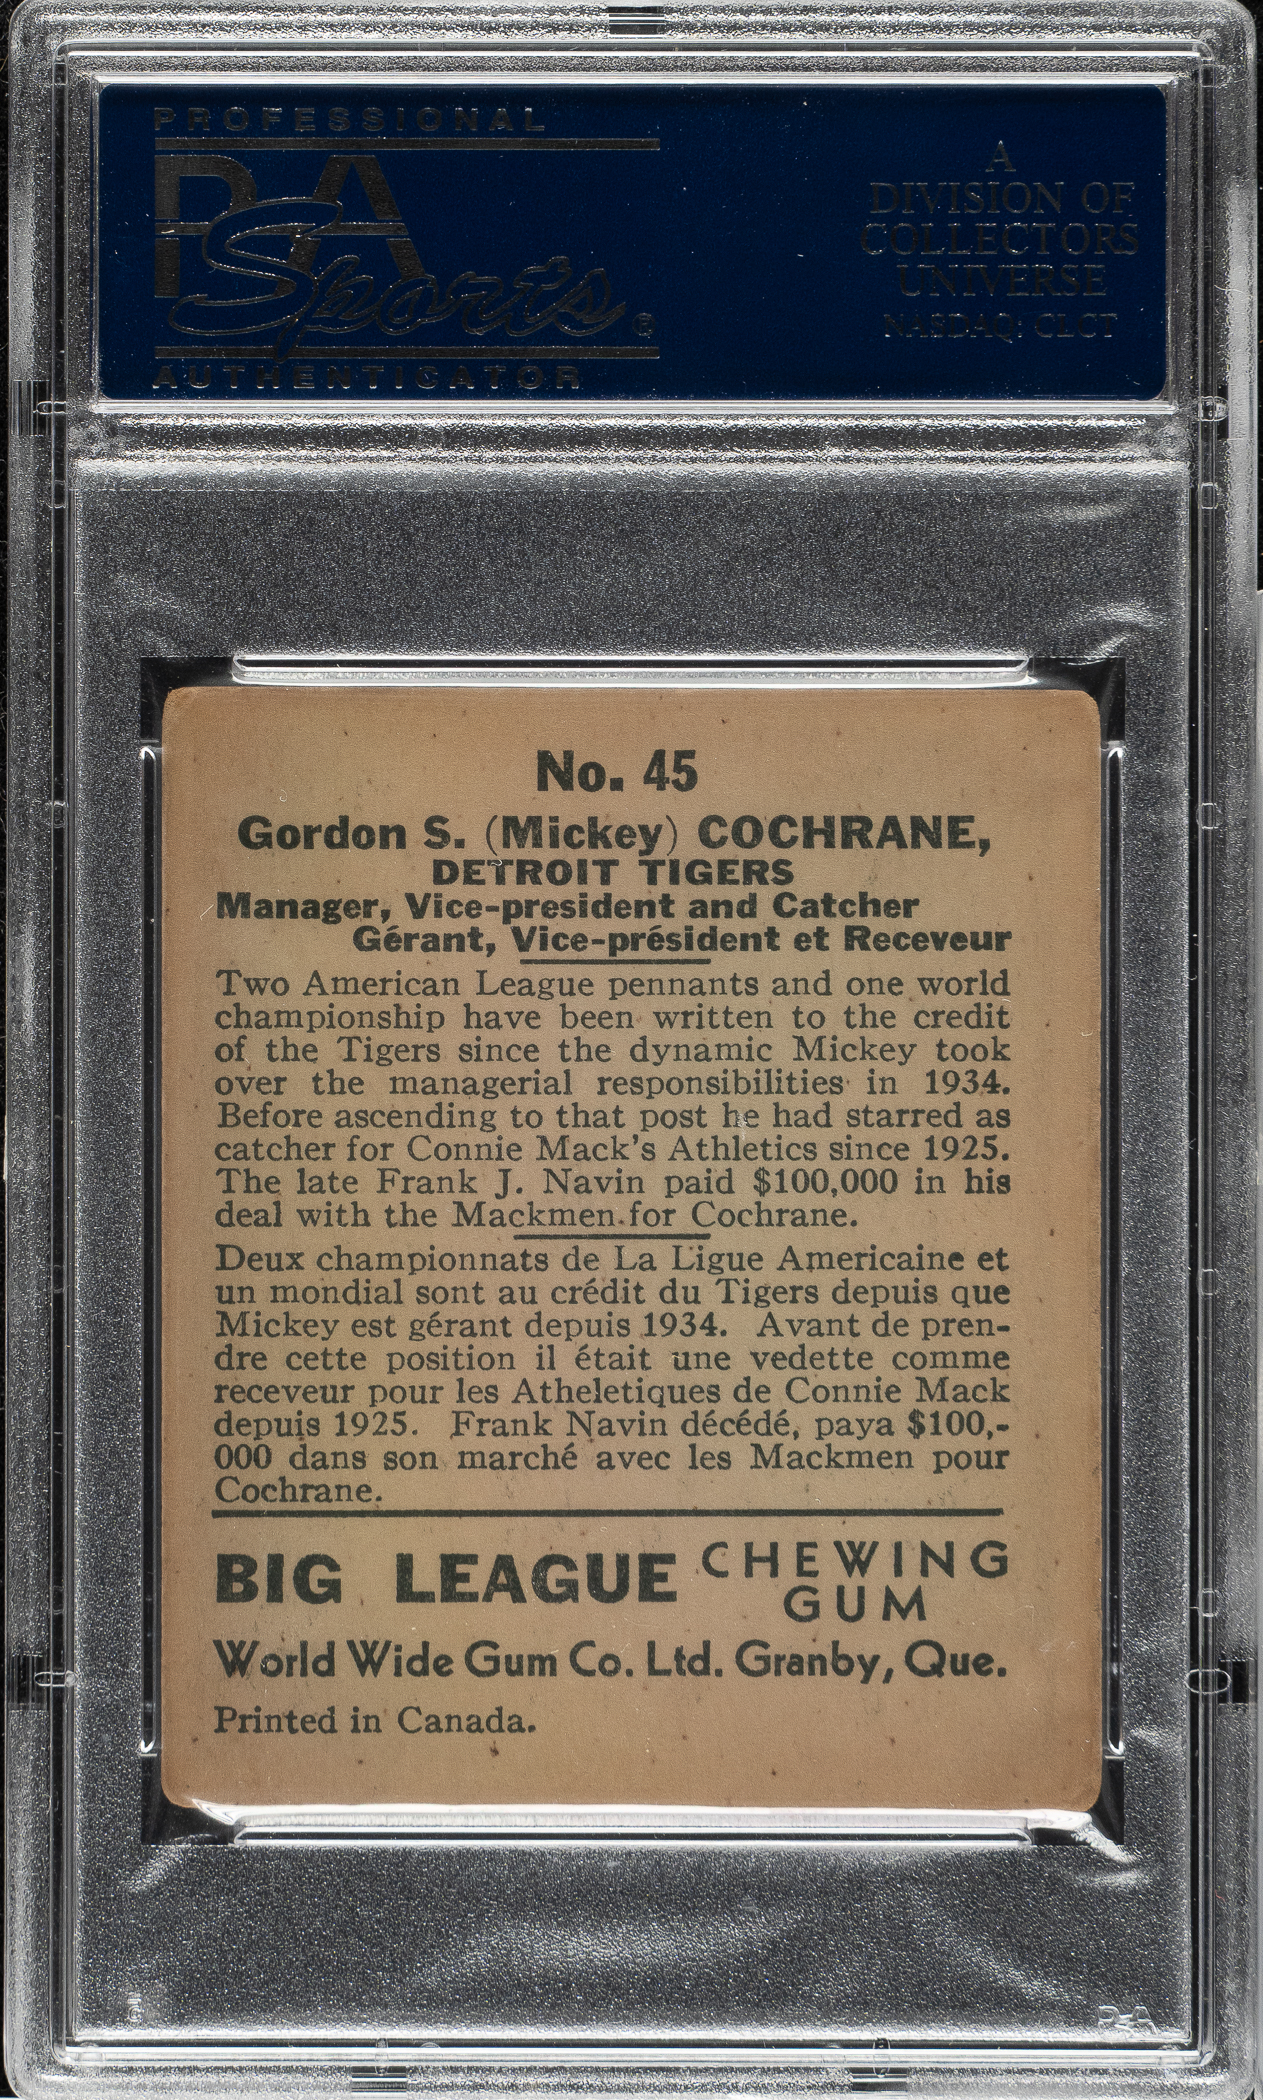 PROFESSIONAL
PSA
Sports®
AUTHENTICATOR
A
DIVISION OF
COLLECTORS
UNIVERSE
NASDAQ: CLCT
No. 45
Gordon S. (Mickey) COCHRANE,
DETROIT TIGERS
Manager, Vice-president and Catcher
Gérant, Vice-président et Receveur
Two American League pennants and one world
championship have been written to the credit
of the Tigers since the dynamic Mickey took
over the managerial responsibilities in 1934.
Before ascending to that post he had starred as
catcher for Connie Mack's Athletics since 1925.
The late Frank J. Navin paid $100,000 in his
deal with the Mackmen for Cochrane.
Deux championnats de La Ligue Americaine et
un mondial sont au crédit du Tigers depuis que
Mickey est gérant depuis 1934. Avant de pren-
dre cette position il était une vedette comme
receveur pour les Atheletiques de Connie Mack
depuis 1925. Frank Navin décédé, paya $100,-
000 dans son marché avec les Mackmen pour
Cochrane.
BIG LEAGUE CHEWING
GUM
World Wide Gum Co. Ltd. Granby, Que.
Printed in Canada.
PSA